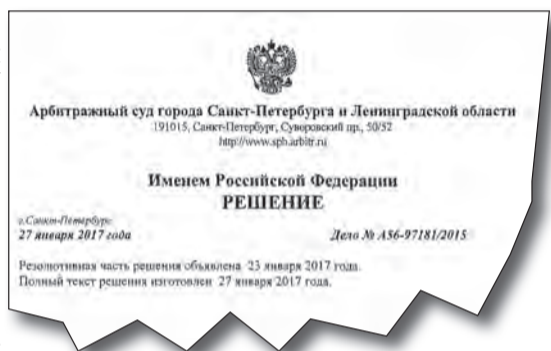 Арбитражный суд города Санкт-Петербурга и Ленинградской области
191015, Санкт-Петербург, Суворовский пр., 50/52
http://www.spb.arbitr.ru
Именем Российской Федерации
РЕШЕНИЕ
г.Санкт-Петербург
27 января 2017 года Дело № А56-97181/2015
Резолютивная часть решения объявлена 23 января 2017 года.
Полный текст решения изготовлен 27 января 2017 года.